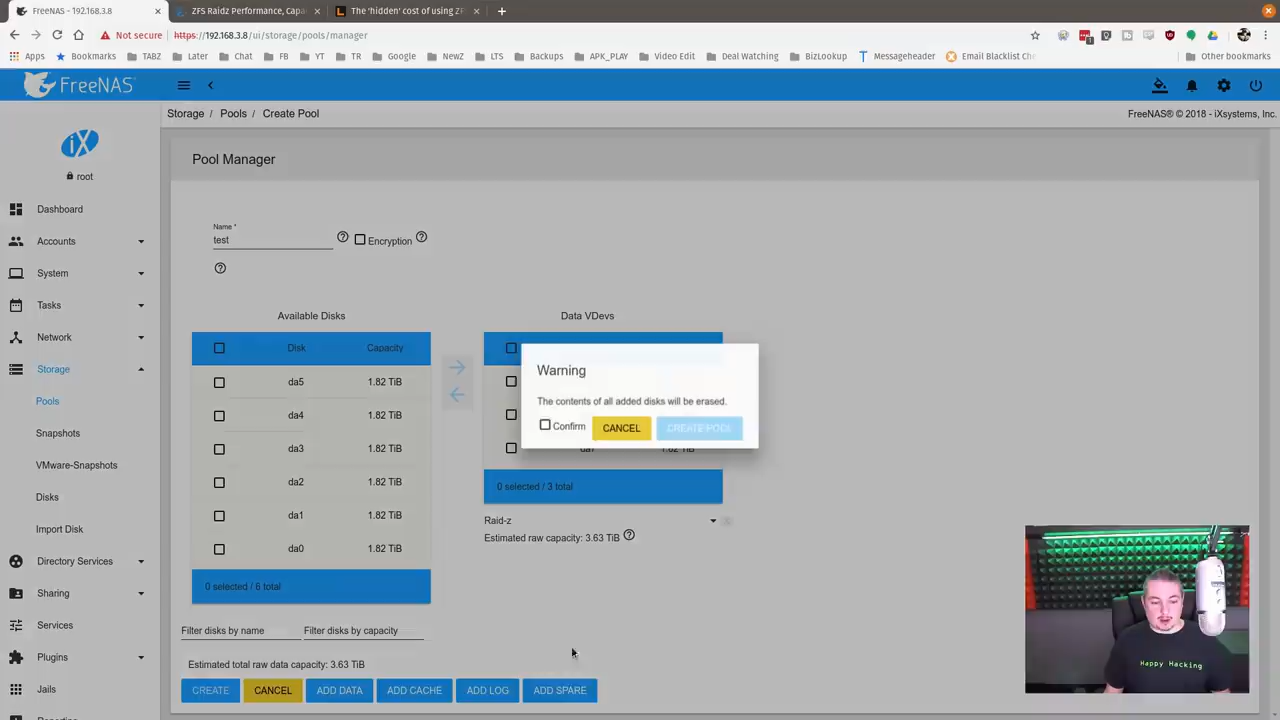 FreeNAS - 192.168.3.8
ZFS Raidz Performance, Capa
The 'hidden' cost of using ZF
Not secure
https://192.168.3.8/ui/storage/pools/manager
Apps
Bookmarks
TABZ
Later
Chat
FB
YT
TR
Google
NewZ
LTS
Backups
APK_PLAY
Video Edit
Deal Watching
BizLookup
Messageheader
Email Blacklist Che
Other bookmarks
FreeNAS®
Storage / Pools / Create Pool
FreeNAS® © 2018 - iXsystems, Inc.
iX
root
Dashboard
Accounts
System
Tasks
Network
Storage
Pools
Snapshots
VMware-Snapshots
Disks
Import Disk
Directory Services
Sharing
Services
Plugins
Jails
Pool Manager
Name *
test
Encryption
Available Disks
Disk Capacity
da5 1.82 TiB
da4 1.82 TiB
da3 1.82 TiB
da2 1.82 TiB
da1 1.82 TiB
da0 1.82 TiB
0 selected / 6 total
Filter disks by name
Filter disks by capacity
Data VDevs
0 selected / 3 total
Raid-z
Estimated raw capacity: 3.63 TiB
Warning
The contents of all added disks will be erased.
Confirm
CANCEL
CREATE POOL
Estimated total raw data capacity: 3.63 TiB
CREATE
CANCEL
ADD DATA
ADD CACHE
ADD LOG
ADD SPARE
Happy Hacking